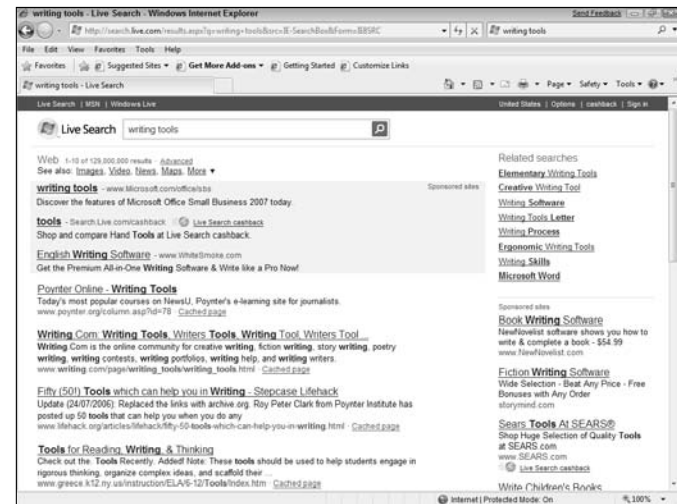 writing tools - Live Search - Windows Internet Explorer
Send Feedback
http://search.live.com/results.aspx?q=writing+tools&src=IE-SearchBox&Form=IE8SRC
writing tools
File Edit View Favorites Tools Help
Favorites Suggested Sites Get More Add-ons Getting Started Customize Links
writing tools - Live Search
Page Safety Tools
Live Search | MSN | Windows Live
United States | Options | cashback | Sign in
Live Search writing tools
Web 1-10 of 129,000,000 results · Advanced
See also: Images, Video, News, Maps, More
writing tools - www.Microsoft.com/office/sbs
Sponsored sites
Discover the features of Microsoft Office Small Business 2007 today.
tools - Search.Live.com/cashback Live Search cashback
Shop and compare Hand Tools at Live Search cashback.
English Writing Software - www.WhiteSmoke.com
Get the Premium All-in-One Writing Software & Write like a Pro Now!
Poynter Online - Writing Tools
Today's most popular courses on NewsU, Poynter's e-learning site for journalists.
www.poynter.org/column.asp?id=78 · Cached page
Writing.Com: Writing Tools, Writers Tools, Writing Tool, Writers Tool ...
Writing.Com is the online community for creative writing, fiction writing, story writing, poetry
writing, writing contests, writing portfolios, writing help, and writing writers.
www.writing.com/page/writing_tools/writing_tools.html · Cached page
Fifty (50!) Tools which can help you in Writing - Stepcase Lifehack
Update (24/07/2006): Replaced the links with archive.org. Roy Peter Clark from Poynter Institute has
posted up 50 tools that can help you when you do any
www.lifehack.org/articles/lifehack/fifty-50-tools-which-can-help-you-in-writing.html · Cached page
Tools for Reading, Writing, & Thinking
Check out the. Tools Recently. Added! Note: These tools should be used to help students engage in
rigorous thinking, organize complex ideas, and scaffold their ...
www.greece.k12.ny.us/instruction/ELA/6-12/Tools/Index.htm · Cached page
Related searches
Elementary Writing Tools
Creative Writing Tool
Writing Software
Writing Tools Letter
Writing Process
Ergonomic Writing Tools
Writing Skills
Microsoft Word
Sponsored sites
Book Writing Software
NewNovelist software shows you how to
write & complete a book - $54.99
www.NewNovelist.com
Fiction Writing Software
Wide Selection - Beat Any Price - Free
Bonuses with Any Order
storymind.com
Sears Tools At SEARS®
Shop Huge Selection of Quality Tools
at SEARS.com
www.SEARS.com
Live Search cashback
Write Children's Books
Internet | Protected Mode: On
100%